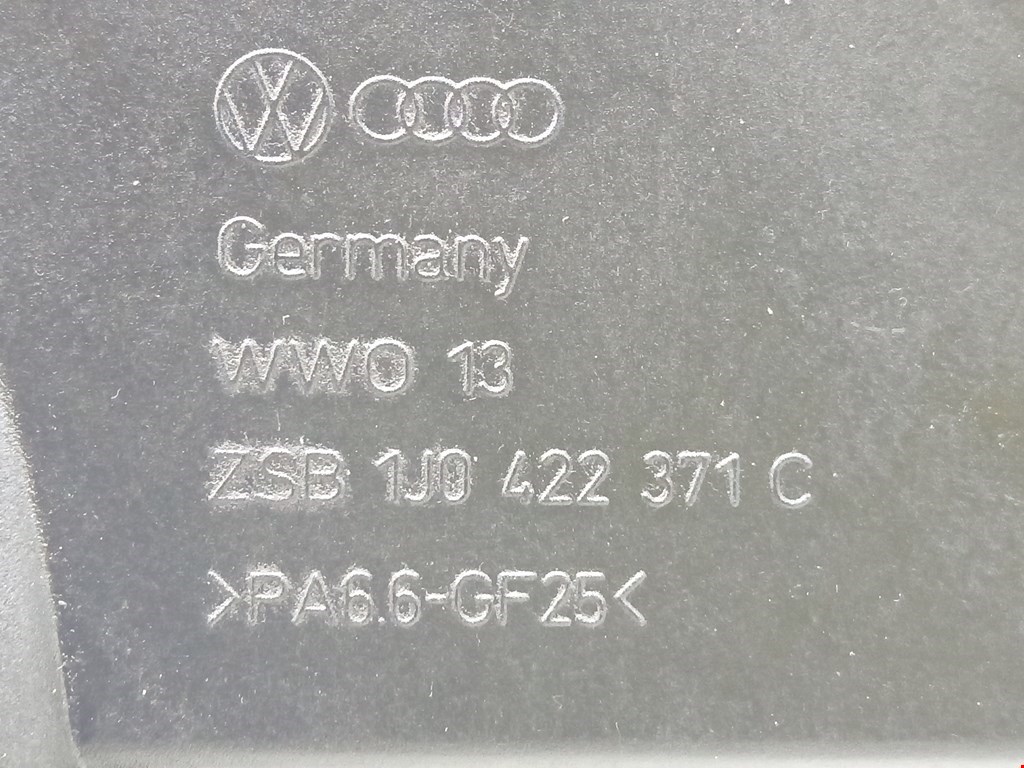 Germany
WWO 13
ZSB 1J0 422 371 C
>PA6.6-GF25<